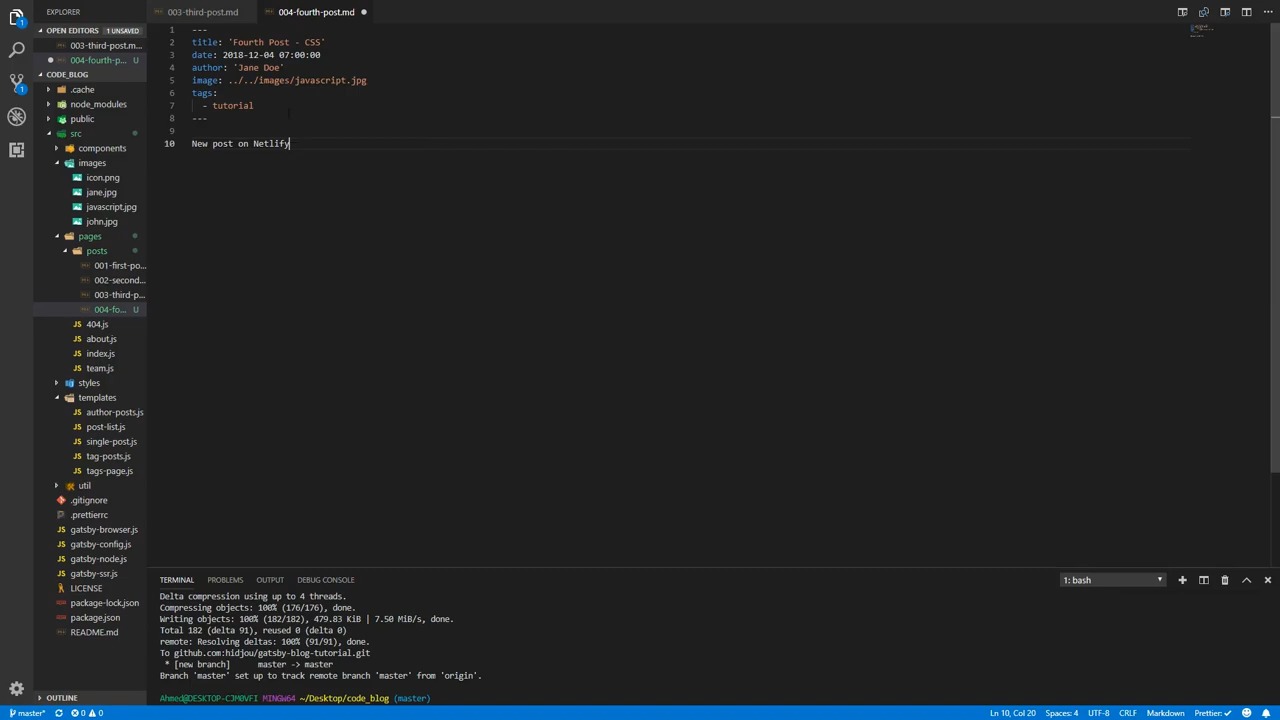 EXPLORER
003-third-post.md
004-fourth-post.md
OPEN EDITORS 1 UNSAVED
003-third-post.m...
004-fourth-p... U
CODE_BLOG
.cache
node_modules
public
src
components
images
icon.png
jane.jpg
javascript.jpg
john.jpg
pages
posts
001-first-po...
002-second...
003-third-p...
004-fo... U
404.js
about.js
index.js
team.js
styles
templates
author-posts.js
post-list.js
single-post.js
tag-posts.js
tags-page.js
util
.gitignore
.prettierrc
gatsby-browser.js
gatsby-config.js
gatsby-node.js
gatsby-ssr.js
LICENSE
package-lock.json
package.json
README.md
OUTLINE
1 ---
2 title: 'Fourth Post - CSS'
3 date: 2018-12-04 07:00:00
4 author: 'Jane Doe'
5 image: ../../images/javascript.jpg
6 tags:
7 - tutorial
8 ---
9
10 New post on Netlify
TERMINAL PROBLEMS OUTPUT DEBUG CONSOLE 1: bash
Delta compression using up to 4 threads.
Compressing objects: 100% (176/176), done.
Writing objects: 100% (182/182), 479.83 KiB | 7.50 MiB/s, done.
Total 182 (delta 91), reused 0 (delta 0)
remote: Resolving deltas: 100% (91/91), done.
To github.com:hidjou/gatsby-blog-tutorial.git
* [new branch] master -> master
Branch 'master' set up to track remote branch 'master' from 'origin'.
Ahmed@DESKTOP-CJM0VFI MINGW64 ~/Desktop/code_blog (master)
master* 0 0 Ln 10, Col 20 Spaces: 4 UTF-8 CRLF Markdown Prettier: ✓